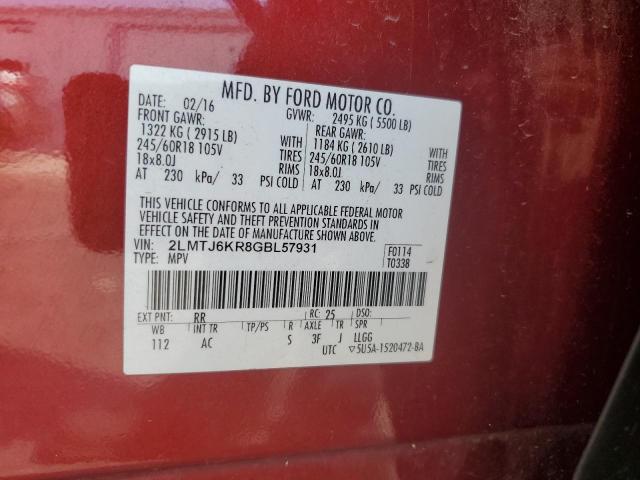 MFD. BY FORD MOTOR CO.
DATE: 02/16 GVWR: 2495 KG (5500 LB)
FRONT GAWR: REAR GAWR:
1322 KG (2915 LB) WITH 1184 KG (2610 LB) WITH
245/60R18 105V TIRES 245/60R18 105V TIRES
18x8.0J RIMS 18x8.0J RIMS
AT 230 kPa/ 33 PSI COLD AT 230 kPa/ 33 PSI COLD
THIS VEHICLE CONFORMS TO ALL APPLICABLE FEDERAL MOTOR
VEHICLE SAFETY AND THEFT PREVENTION STANDARDS IN EFFECT
ON THE DATE OF MANUFACTURE SHOWN ABOVE.
VIN: 2LMTJ6KR8GBL57931 F0114
TYPE: MPV T0338
EXT PNT: RR RC: 25 DSO:
WB INT TR TP/PS R AXLE TR SPR
112 AC S 3F J LLGG
UTC ▽5U5A-1520472-BA